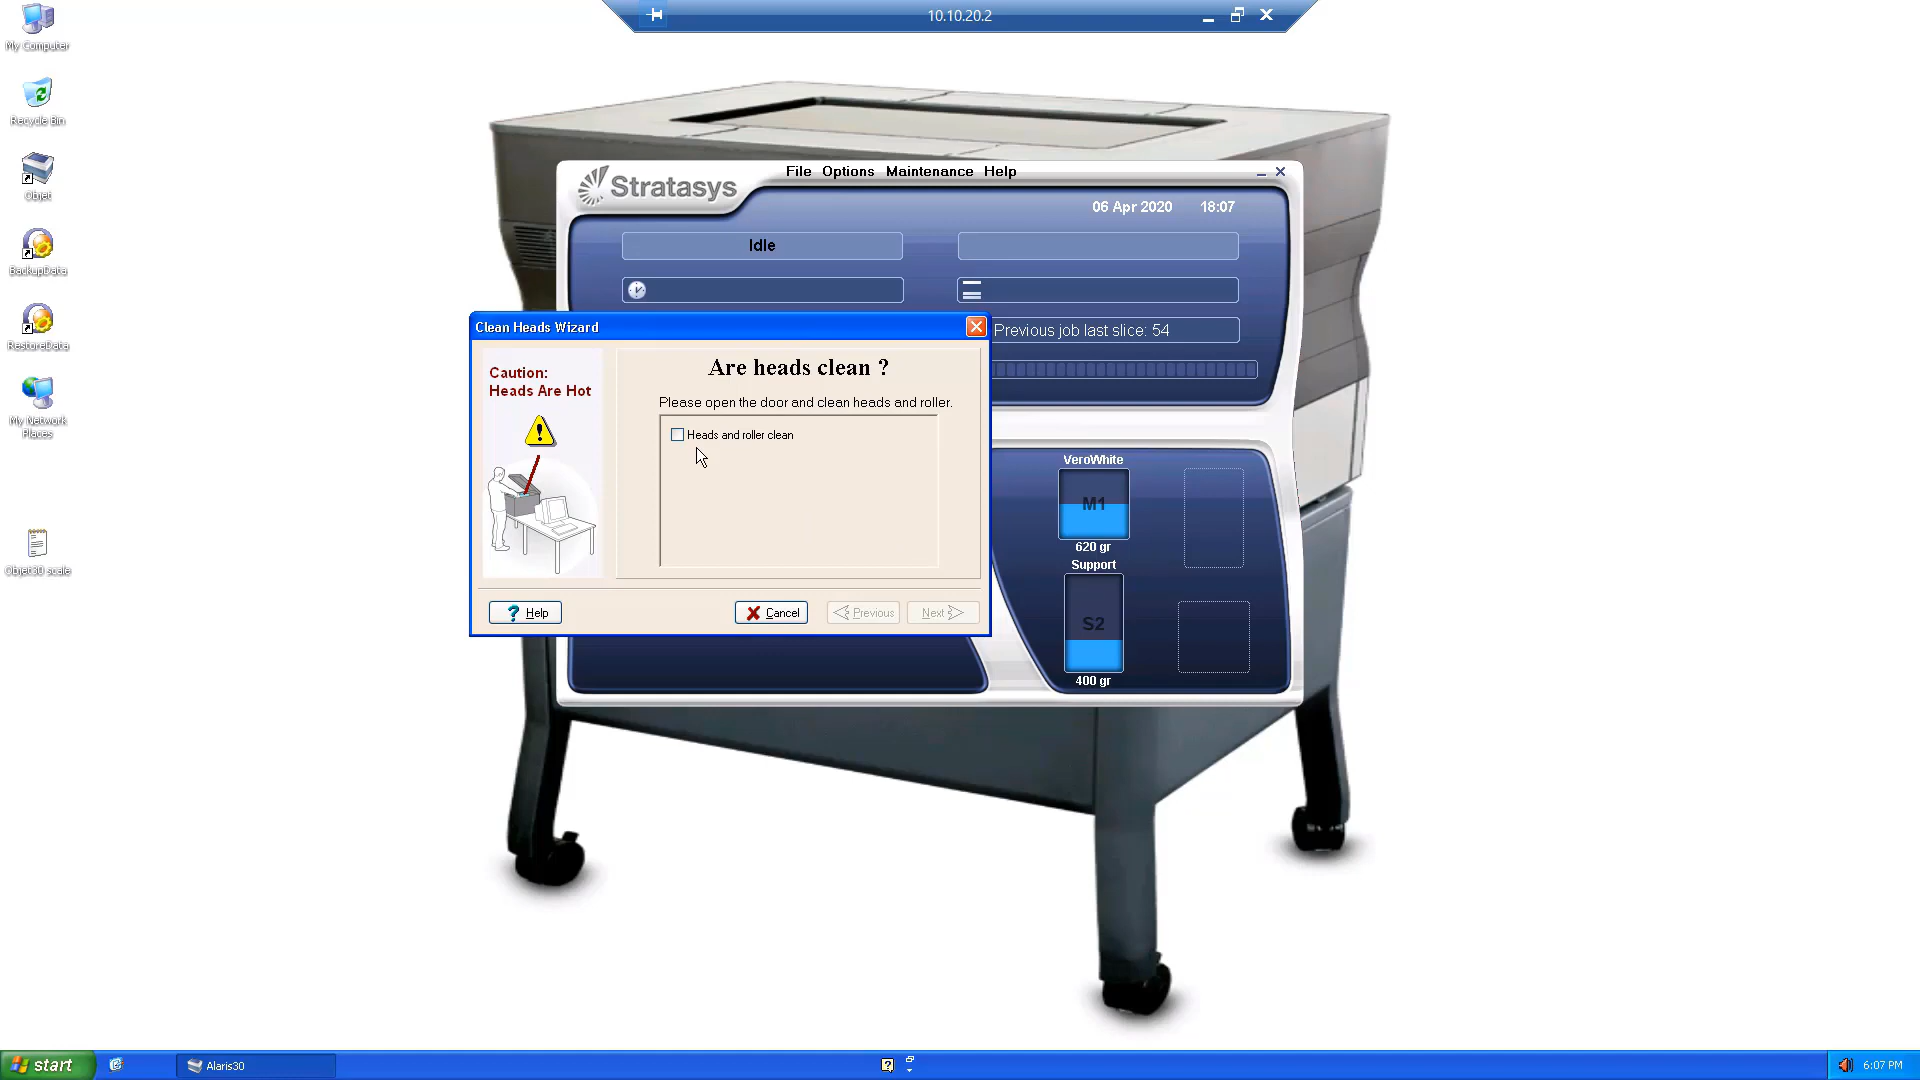 10.10.20.2
My Computer
Recycle Bin
Objet
BackupData
RestoreData
My Network
Places
Objet30 scale
Stratasys
File Options Maintenance Help
06 Apr 2020 18:07
Idle
Previous job last slice: 54
Clean Heads Wizard
Caution:
Heads Are Hot
Are heads clean ?
Please open the door and clean heads and roller.
Heads and roller clean
? Help
Cancel
Previous
Next
VeroWhite
M1
620 gr
Support
S2
400 gr
start
Alaris30
6:07 PM